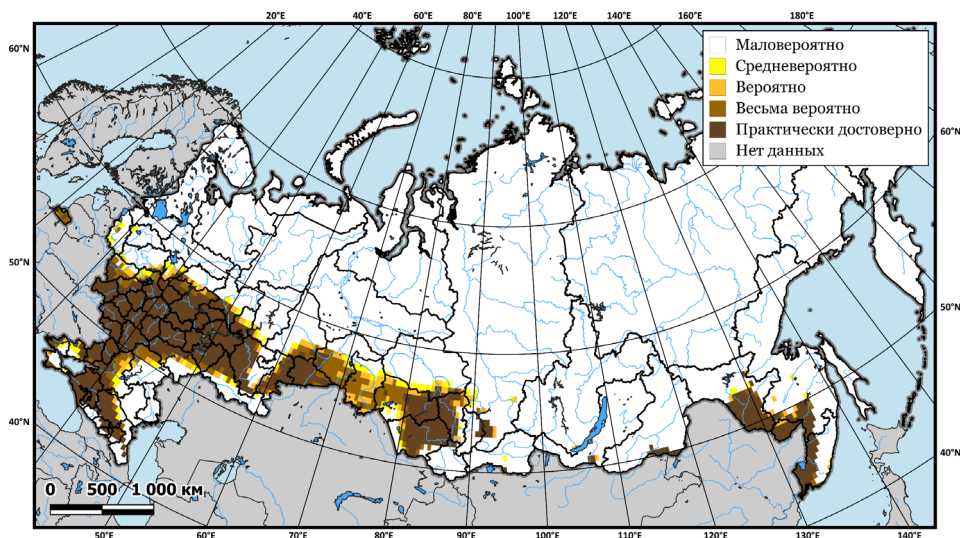 20°E 40°E 60°E 80°E 100°E 120°E 140°E 160°E 180°E
60°N
50°N
40°N
60°N
50°N
40°N
Маловероятно
Средневероятно
Вероятно
Весьма вероятно
Практически достоверно
Нет данных
0 500 1 000 км
50°E 60°E 70°E 80°E 90°E 100°E 110°E 120°E 130°E 140°E